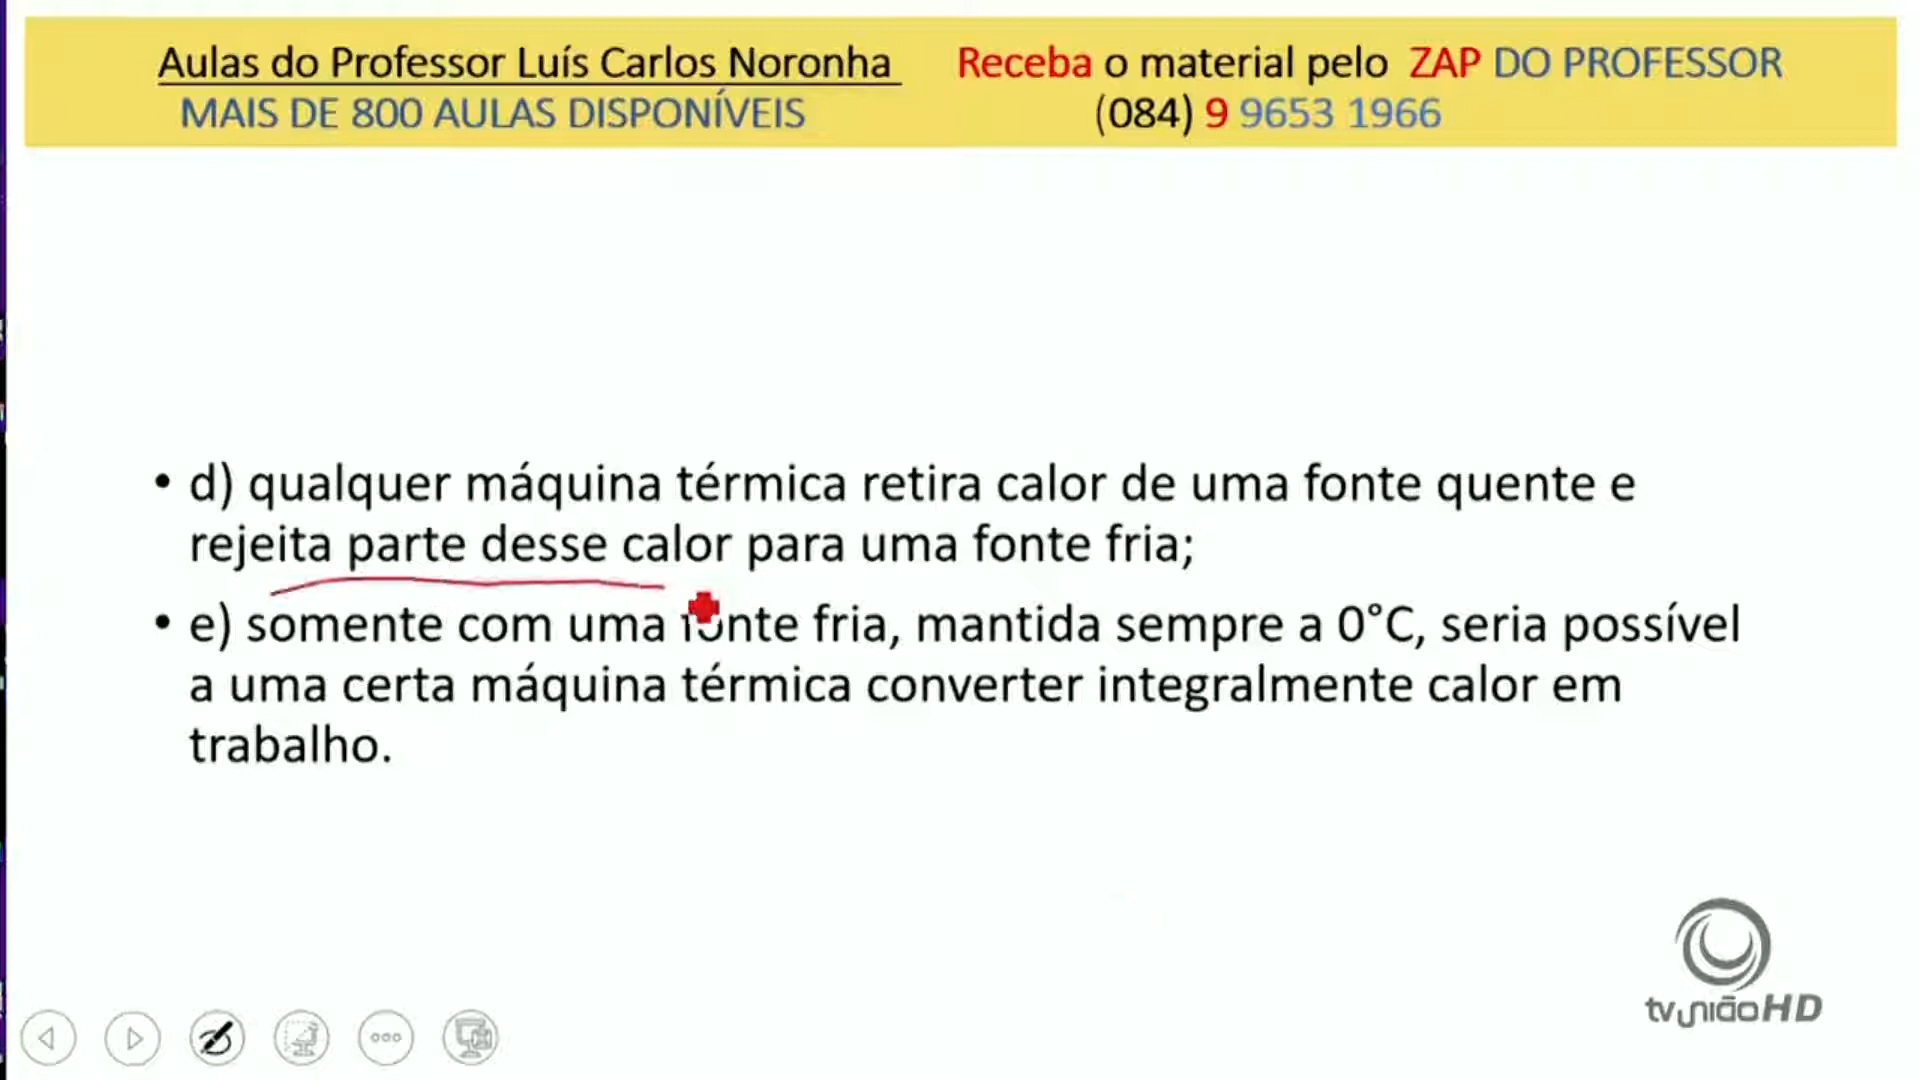 Aulas do Professor Luís Carlos Noronha Receba o material pelo ZAP DO PROFESSOR
MAIS DE 800 AULAS DISPONÍVEIS (084) 9 9653 1966
• d) qualquer máquina térmica retira calor de uma fonte quente e
rejeita parte desse calor para uma fonte fria;
• e) somente com uma fonte fria, mantida sempre a 0°C, seria possível
a uma certa máquina térmica converter integralmente calor em
trabalho.
tv união HD